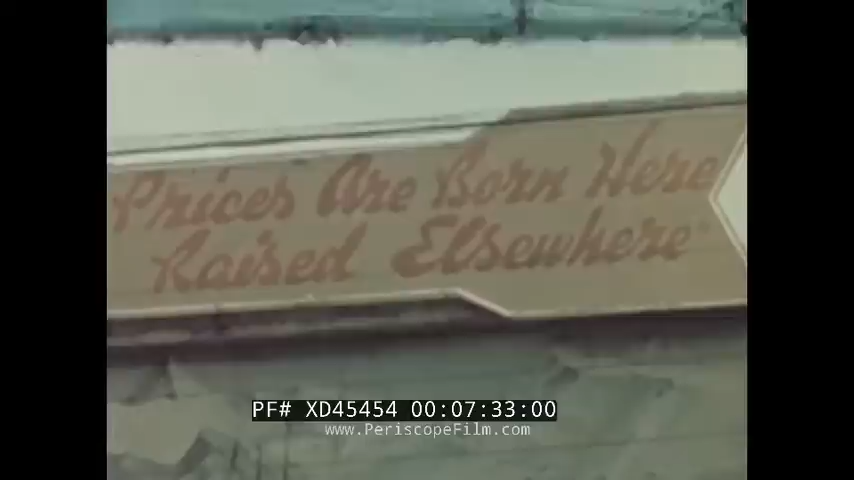 Prices Are Born Here
Raised Elsewhere
PF# XD45454 00:07:33:00
www.PeriscopeFilm.com